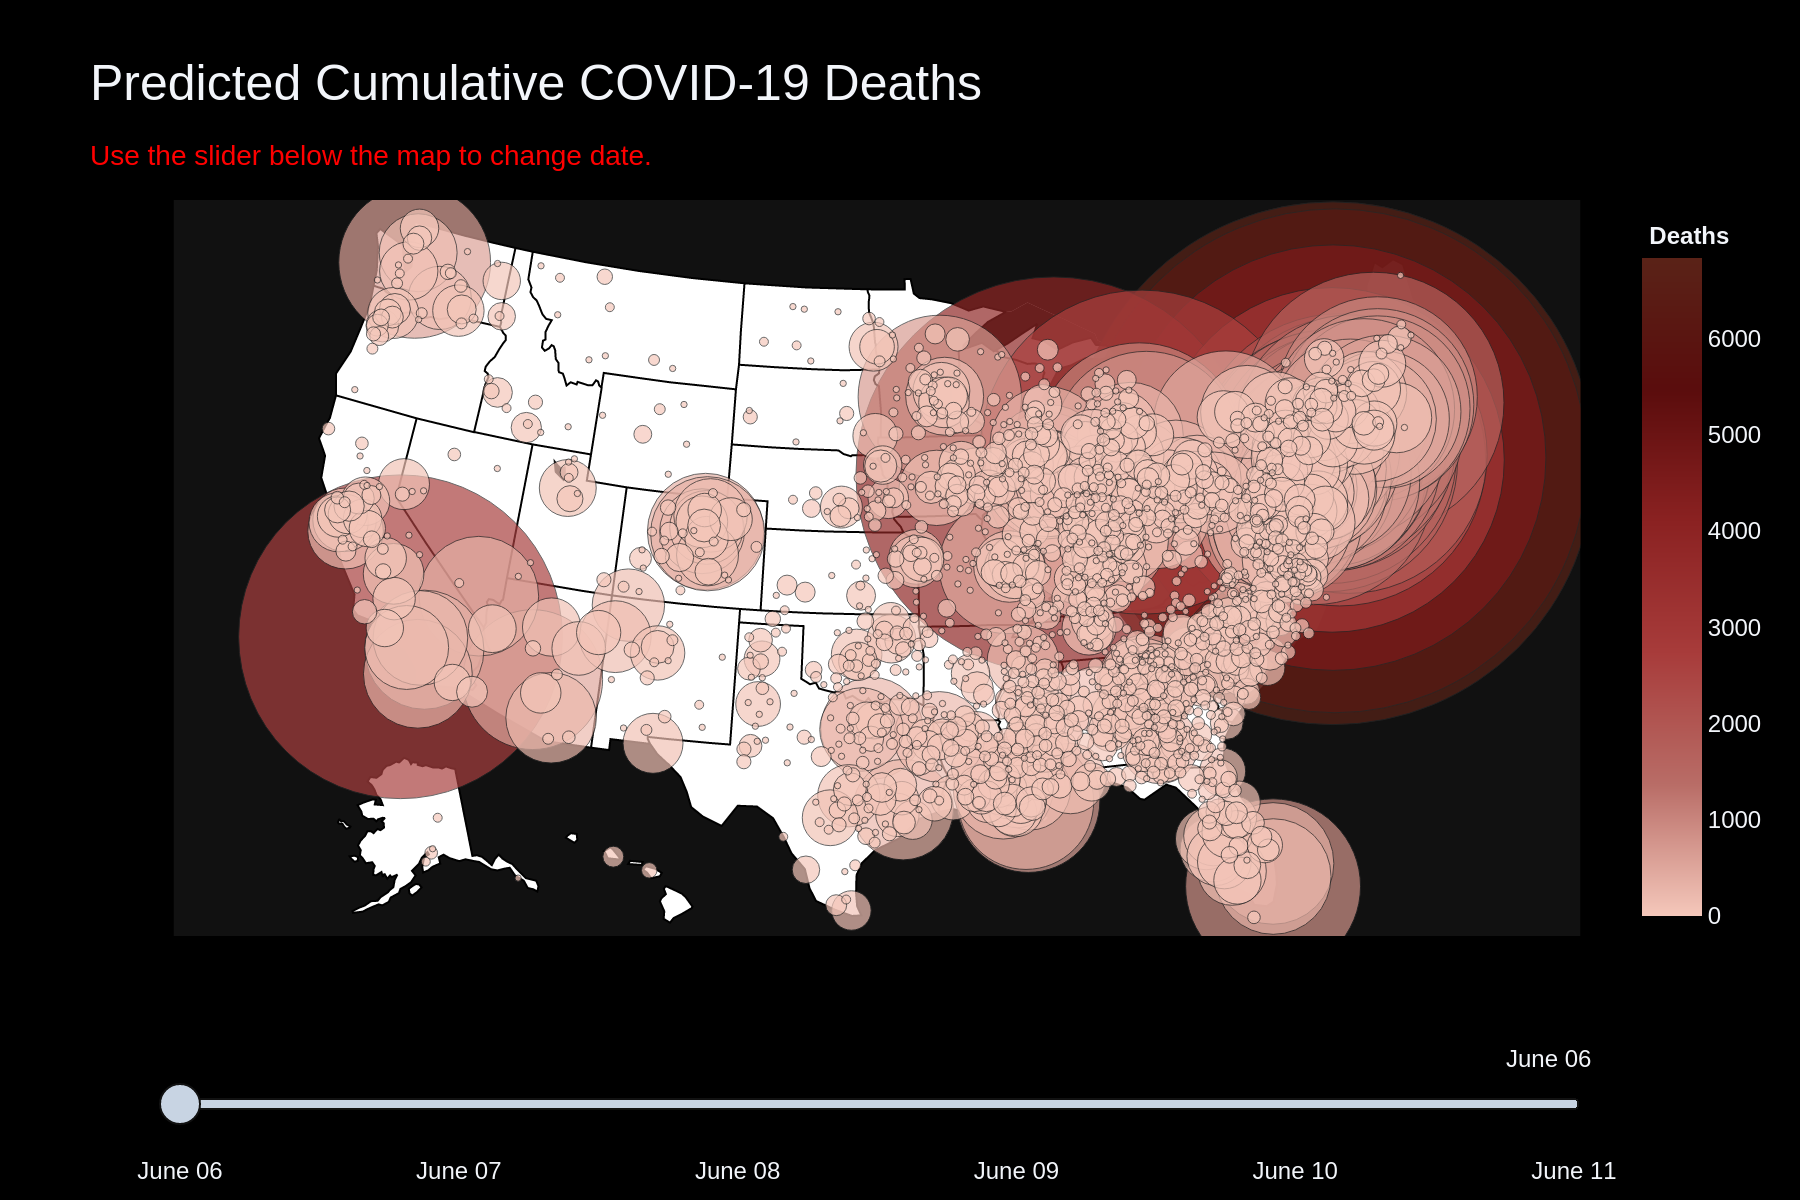 Predicted Cumulative COVID-19 Deaths
Use the slider below the map to change date.
Deaths
6000
5000
4000
3000
2000
1000
0
June 06
June 06
June 07
June 08
June 09
June 10
June 11